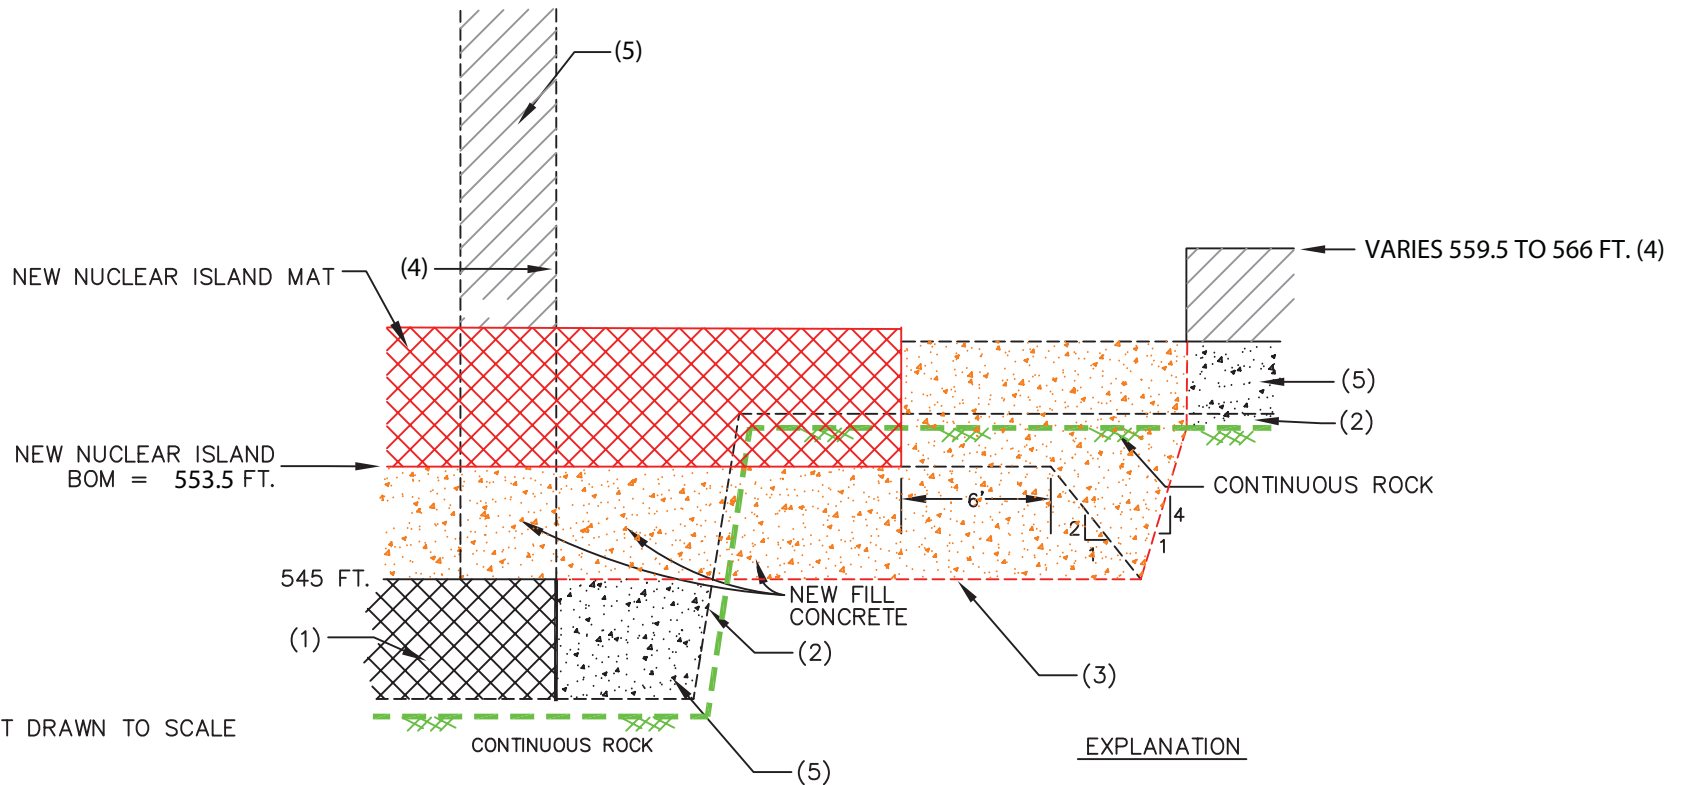 (5)
VARIES 559.5 TO 566 FT. (4)
NEW NUCLEAR ISLAND MAT
(4)
(5)
(2)
NEW NUCLEAR ISLAND
BOM = 553.5 FT.
CONTINUOUS ROCK
6'
2
1
4
1
545 FT.
NEW FILL
CONCRETE
(1)
(2)
(3)
T DRAWN TO SCALE
CONTINUOUS ROCK
EXPLANATION
(5)